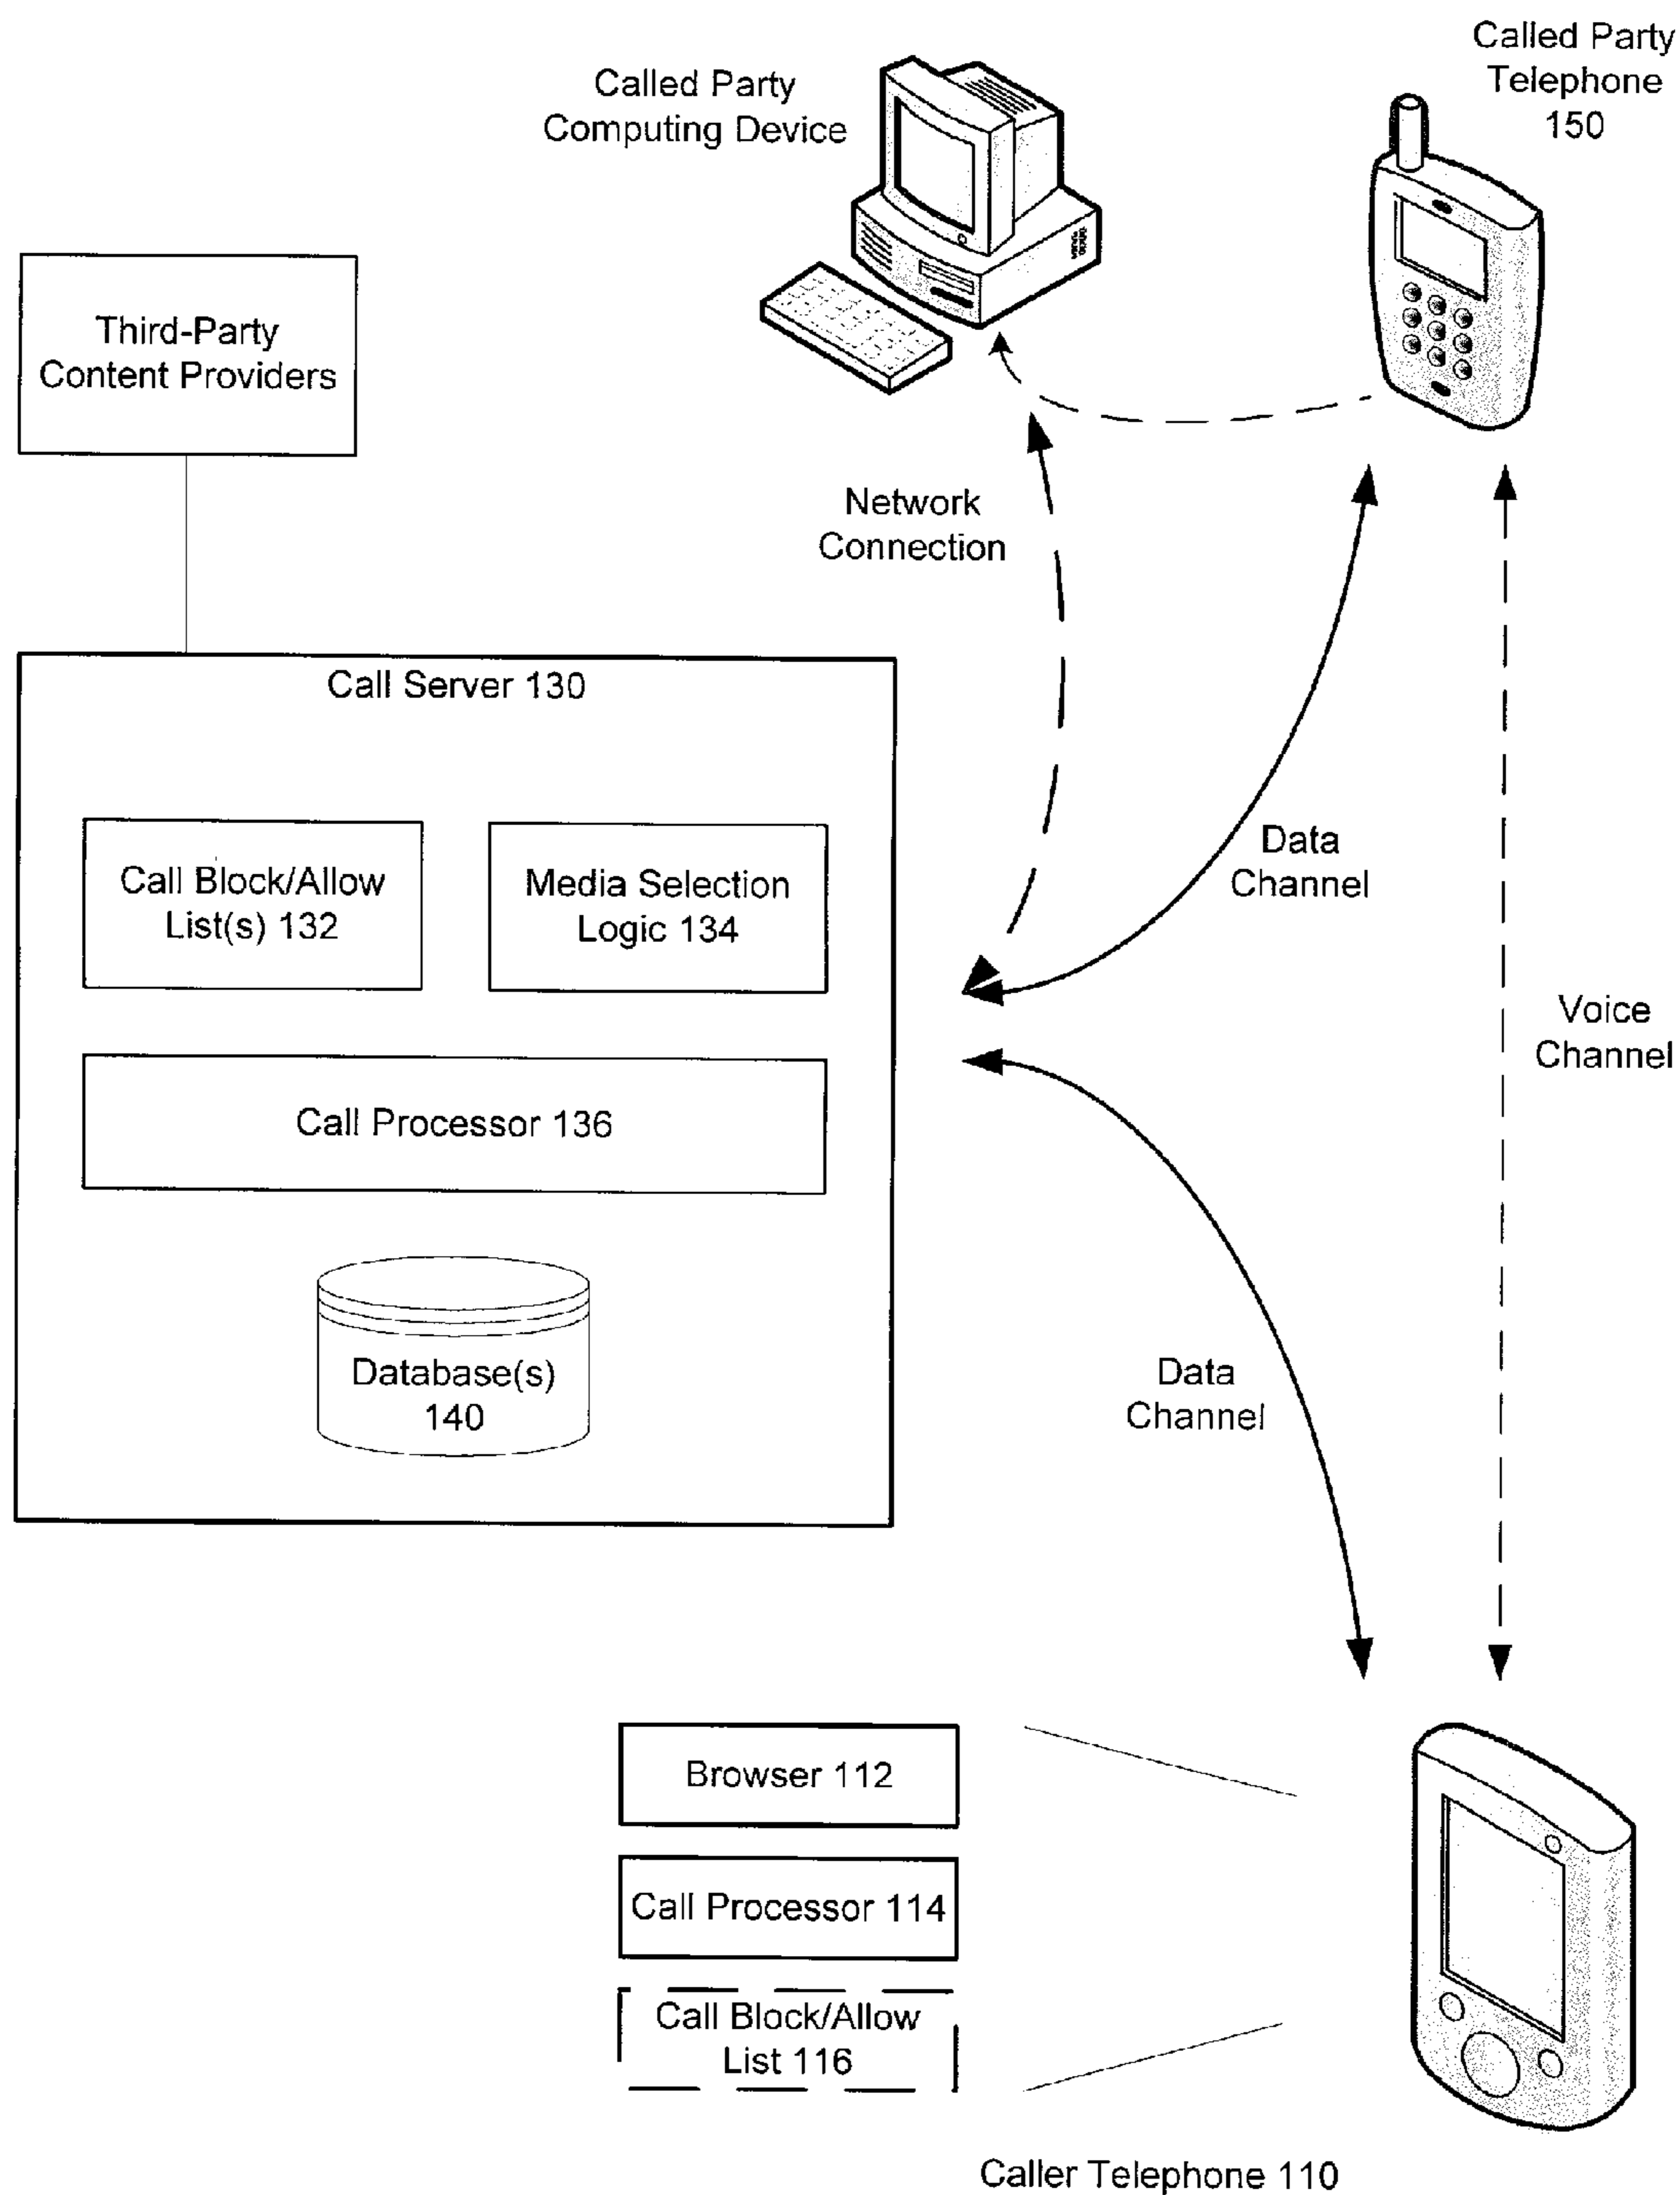 Called Party
Telephone
150
Called Party
Computing Device
Third-Party
Content Providers
Network
Connection
Call Server 130
Call Block/Allow
List(s) 132
Media Selection
Logic 134
Data
Channel
Voice
Channel
Call Processor 136
Database(s)
140
Data
Channel
Browser 112
Call Processor 114
Call Block/Allow
List 116
Caller Telephone 110